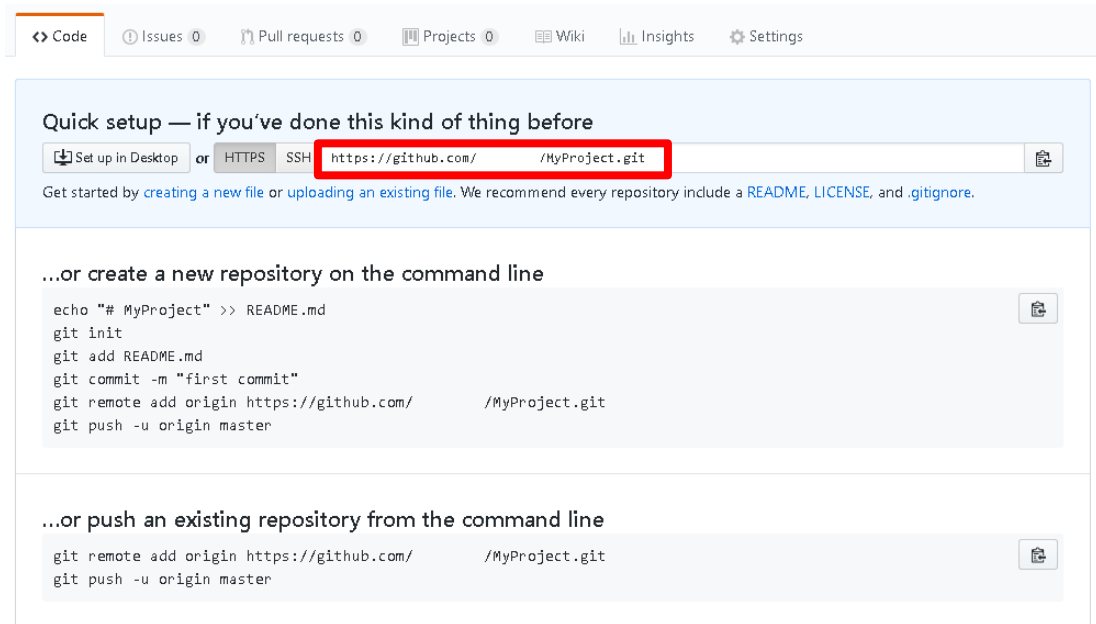 Code Issues 0 Pull requests 0 Projects 0 Wiki Insights Settings
Quick setup — if you've done this kind of thing before
Set up in Desktop or HTTPS SSH https://github.com/ /MyProject.git
Get started by creating a new file or uploading an existing file. We recommend every repository include a README, LICENSE, and .gitignore.
...or create a new repository on the command line
echo "# MyProject" >> README.md
git init
git add README.md
git commit -m "first commit"
git remote add origin https://github.com/ /MyProject.git
git push -u origin master
...or push an existing repository from the command line
git remote add origin https://github.com/ /MyProject.git
git push -u origin master